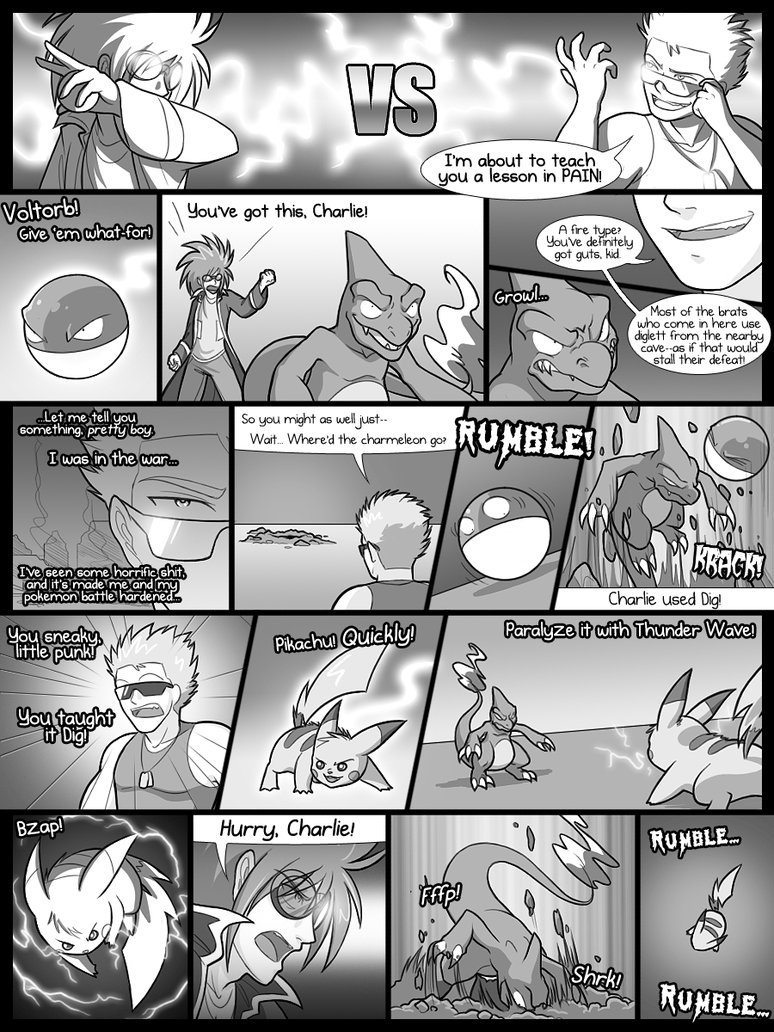 VS
I'm about to teach
you a lesson in PAIN!
Voltorb!
Give 'em what-for!
You've got this, Charlie!
A fire type?
You've definitely
got guts, kid.
Growl...
Most of the brats
who come in here use
diglett from the nearby
cave--as if that would
stall their defeat!
...Let me tell you
something, pretty boy.
I was in the war...
I've seen some horrific shit,
and it's made me and my
pokemon battle hardened...
So you might as well just--
Wait... Where'd the charmeleon go?
RUMBLE!
KRACK!
Charlie used Dig!
You sneaky,
little punk!
You taught
it Dig!
Pikachu! Quickly!
Paralyze it with Thunder Wave!
BZap!
Hurry, Charlie!
Fffp!
Shrk!
RUMBLE...
RUMBLE...